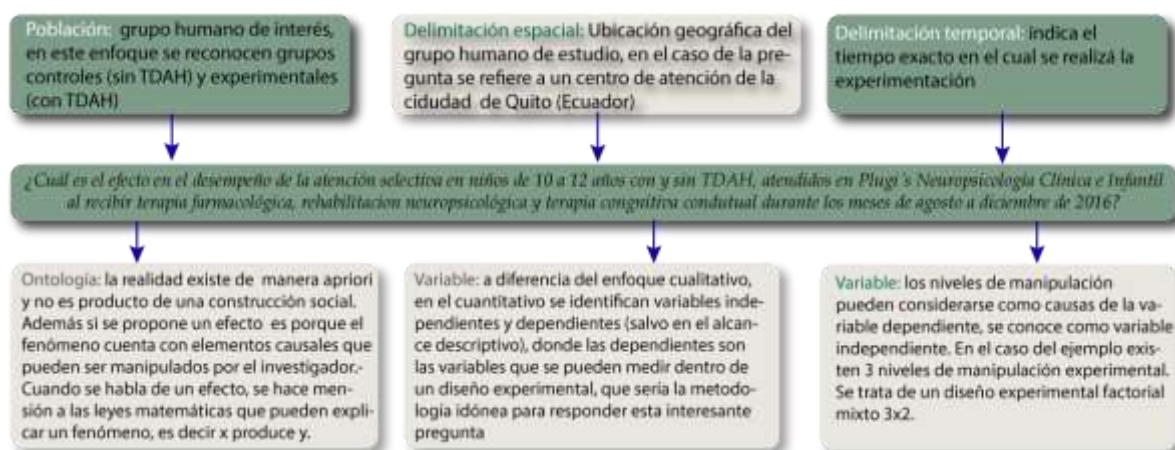 Población: grupo humano de interés,
en este enfoque se reconocen grupos
controles (sin TDAH) y experimentales
(con TDAH)
Delimitación espacial: Ubicación geográfica del
grupo humano de estudio, en el caso de la pre-
gunta se refiere a un centro de atención de la
cidudad de Quito (Ecuador)
Delimitación temporal: indica el
tiempo exacto en el cual se realizá la
experimentación
¿Cuál es el efecto en el desempeño de la atención selectiva en niños de 10 a 12 años con y sin TDAH, atendidos en Plugi´s Neuropsicología Clínica e Infantil
al recibir terapia farmacológica, rehabilitacion neuropsicológica y terapia congnitiva condutual durante los meses de agosto a diciembre de 2016?
Ontología: la realidad existe de manera apriori
y no es producto de una construcción social.
Además si se propone un efecto es porque el
fenómeno cuenta con elementos causales que
pueden ser manipulados por el investigador.-
Cuando se habla de un efecto, se hace men-
sión a las leyes matemáticas que pueden expli-
car un fenómeno, es decir x produce y.
Variable: a diferencia del enfoque cualitativo,
en el cuantitativo se identifican variables inde-
pendientes y dependientes (salvo en el alcan-
ce descriptivo), donde las dependientes son
las variables que se pueden medir dentro de
un diseño experimental, que sería la metodo-
logía idónea para responder esta interesante
pregunta
Variable: los niveles de manipulación
pueden considerarse como causas de la va-
riable dependiente, se conoce como variable
independiente. En el caso del ejemplo exis-
ten 3 niveles de manipulación experimental.
Se trata de un diseño experimental factorial
mixto 3x2.